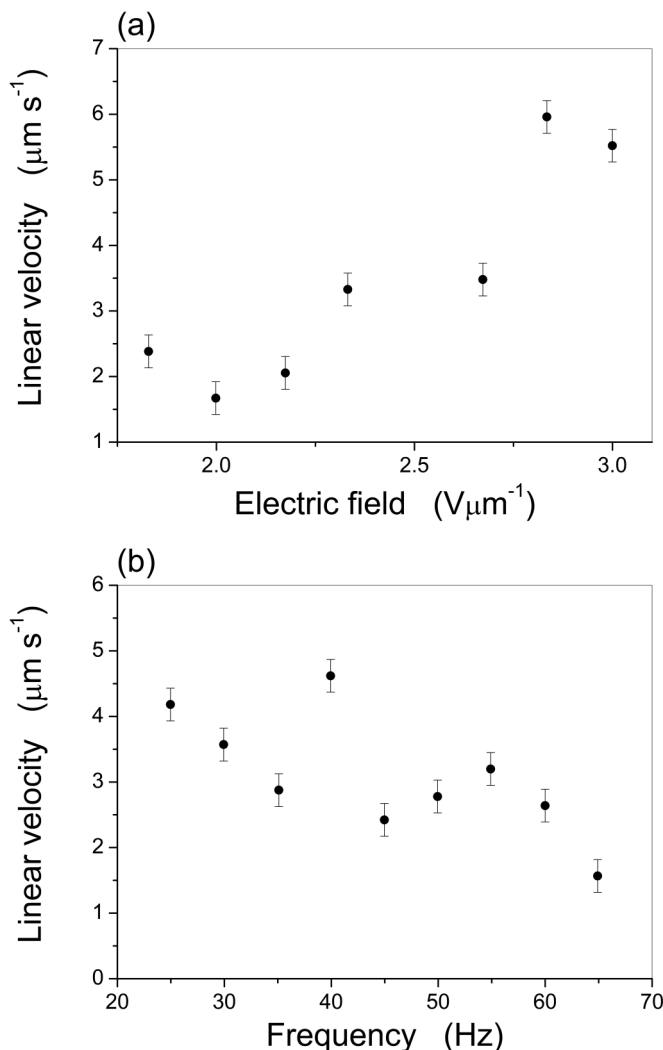 (a)
Linear velocity (μm s⁻¹)
7
6
5
4
3
2
1
2.0 2.5 3.0
Electric field (Vμm⁻¹)
(b)
Linear velocity (μm s⁻¹)
6
5
4
3
2
1
0
20 30 40 50 60 70
Frequency (Hz)